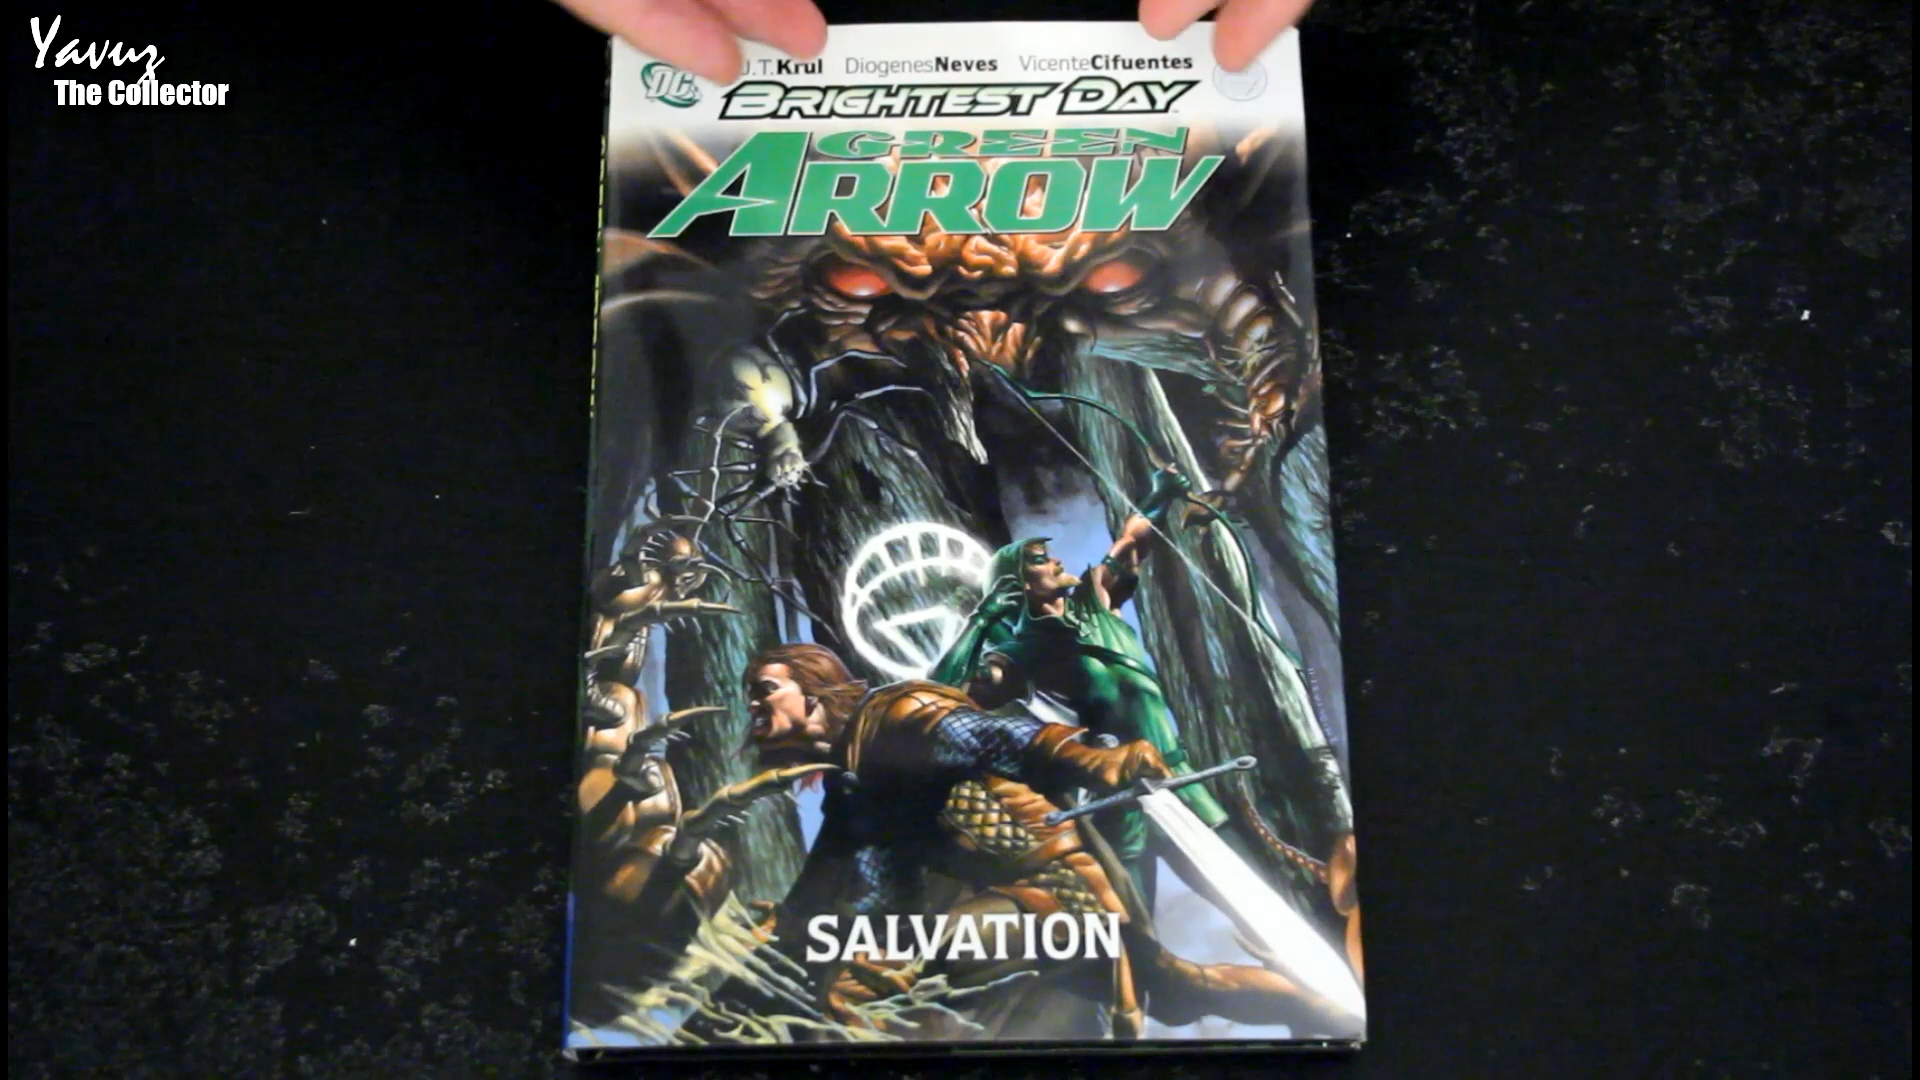 Yavuz
The Collector
J.T.Krul DiogenesNeves VicenteCifuentes
DC
BRIGHTEST DAY
GREEN
ARROW
SALVATION